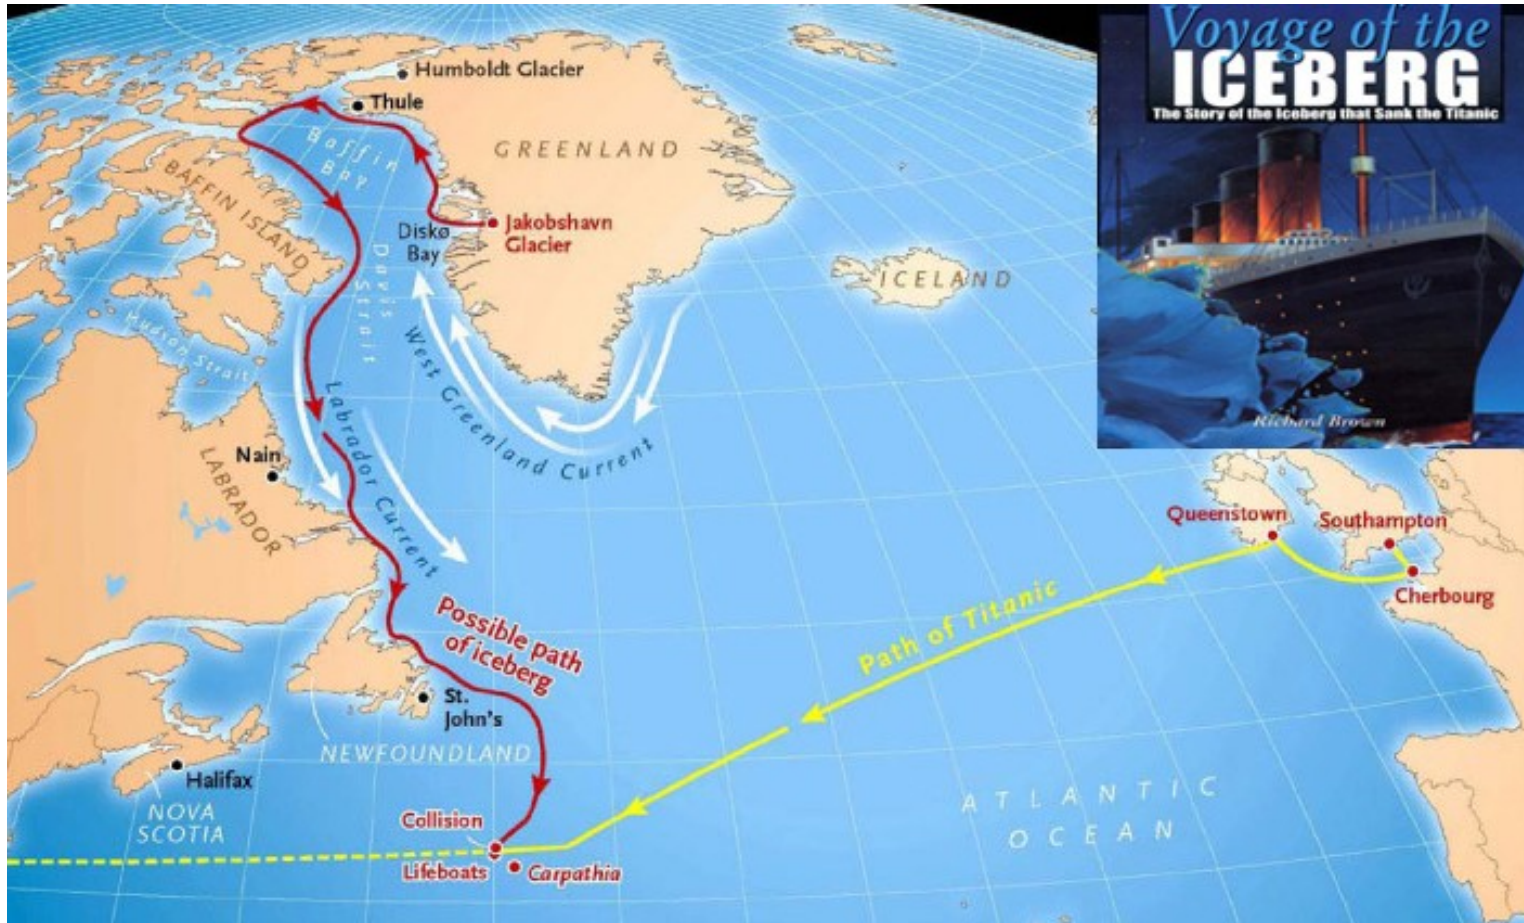 Voyage of the
ICEBERG
The Story of the Iceberg that Sank the Titanic
Richard Brown
Humboldt Glacier
Thule
Baffin
Bay
GREENLAND
BAFFIN ISLAND
Jakobshavn
Glacier
Disko
Bay
Davis
Strait
ICELAND
Hudson Strait
West Greenland Current
Labrador Current
Nain
LABRADOR
Queenstown
Southampton
Cherbourg
Path of Titanic
Possible path
of iceberg
St.
John's
NEWFOUNDLAND
Halifax
NOVA
SCOTIA
ATLANTIC
OCEAN
Collision
Lifeboats
Carpathia